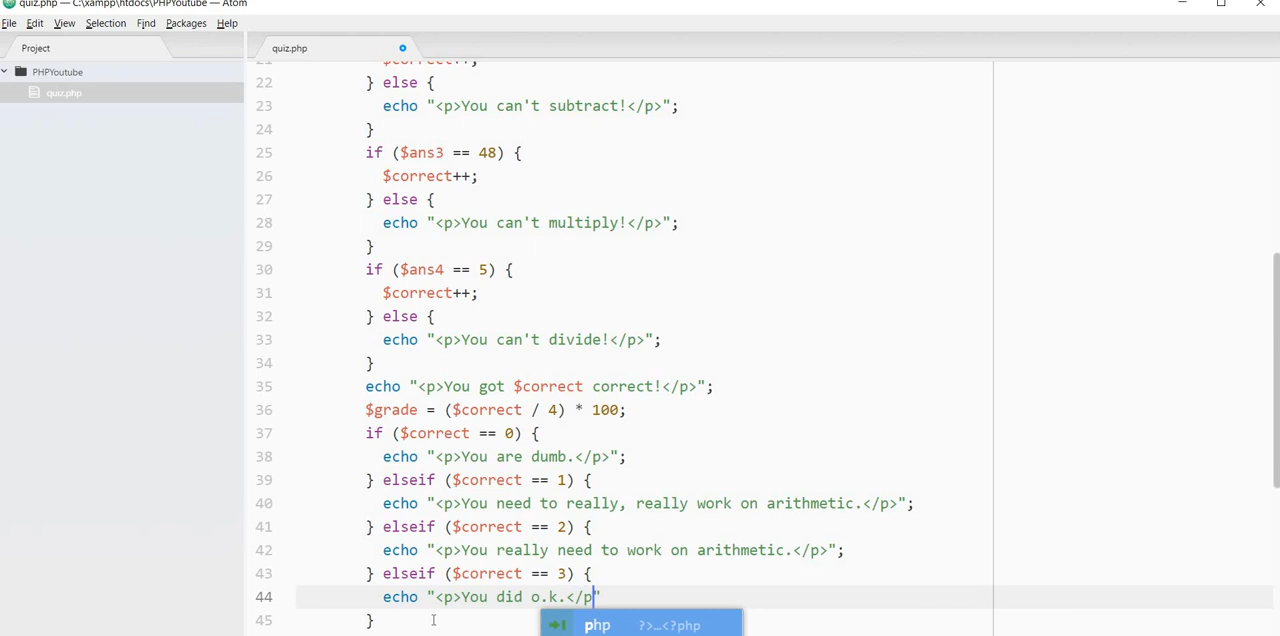 quiz.php — C:\xampp\htdocs\PHPYoutube — Atom
File Edit View Selection Find Packages Help
Project
quiz.php
PHPYoutube
quiz.php
21 $correct++;
22 } else {
23 echo "<p>You can't subtract!</p>";
24 }
25 if ($ans3 == 48) {
26 $correct++;
27 } else {
28 echo "<p>You can't multiply!</p>";
29 }
30 if ($ans4 == 5) {
31 $correct++;
32 } else {
33 echo "<p>You can't divide!</p>";
34 }
35 echo "<p>You got $correct correct!</p>";
36 $grade = ($correct / 4) * 100;
37 if ($correct == 0) {
38 echo "<p>You are dumb.</p>";
39 } elseif ($correct == 1) {
40 echo "<p>You need to really, really work on arithmetic.</p>";
41 } elseif ($correct == 2) {
42 echo "<p>You really need to work on arithmetic.</p>";
43 } elseif ($correct == 3) {
44 echo "<p>You did o.k.</p"
45 }
php ?>…<?php